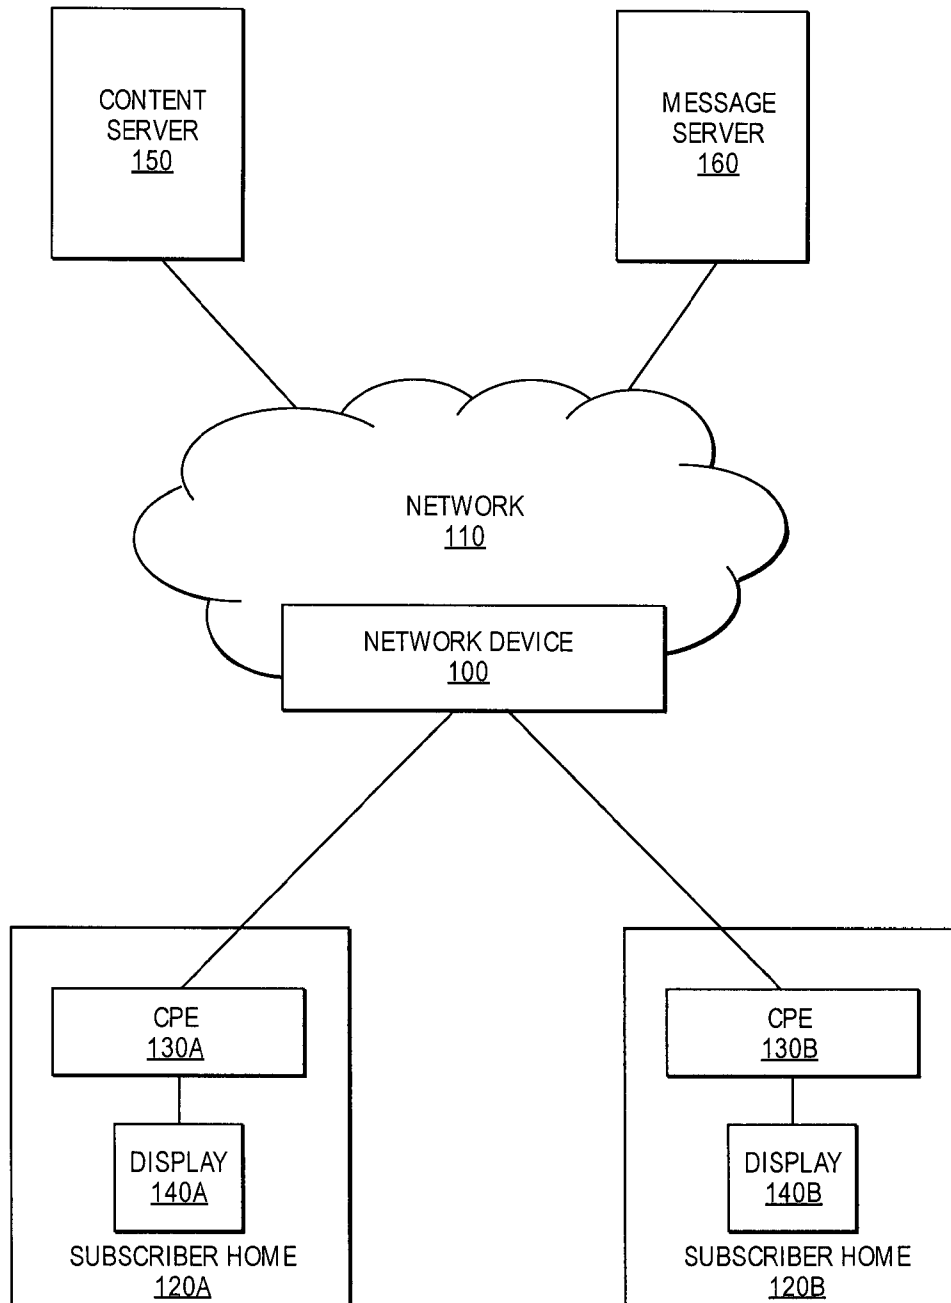 CONTENT
SERVER
150
MESSAGE
SERVER
160
NETWORK
110
NETWORK DEVICE
100
CPE
130A
DISPLAY
140A
SUBSCRIBER HOME
120A
CPE
130B
DISPLAY
140B
SUBSCRIBER HOME
120B